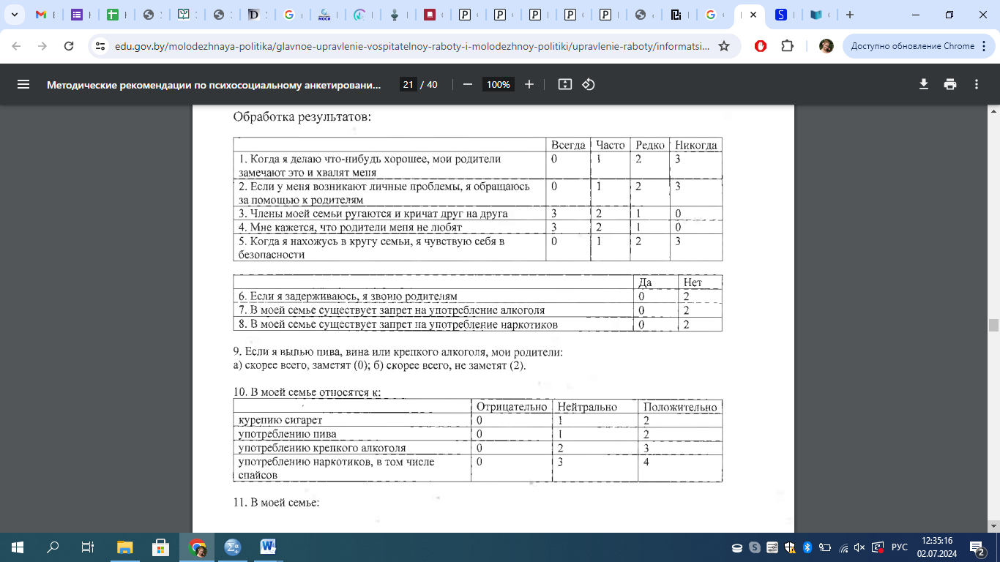 edu.gov.by/molodezhnaya-politika/glavnoe-upravlenie-vospitatelnoy-raboty-i-molodezhnoy-politiki/upravlenie-raboty/informatsi...
Доступно обновление Chrome
Методические рекомендации по психосоциальному анкетировани...
21 / 40
100%
Обработка результатов:
Всегда Часто Редко Никогда
1. Когда я делаю что-нибудь хорошее, мои родители
замечают это и хвалят меня
0 1 2 3
2. Если у меня возникают личные проблемы, я обращаюсь
за помощью к родителям
0 1 2 3
3. Члены моей семьи ругаются и кричат друг на друга 3 2 1 0
4. Мне кажется, что родители меня не любят 3 2 1 0
5. Когда я нахожусь в кругу семьи, я чувствую себя в
безопасности
0 1 2 3
Да Нет
6. Если я задерживаюсь, я звоню родителям 0 2
7. В моей семье существует запрет на употребление алкоголя 0 2
8. В моей семье существует запрет на употребление наркотиков 0 2
9. Если я выпью пива, вина или крепкого алкоголя, мои родители:
а) скорее всего, заметят (0); б) скорее всего, не заметят (2).
10. В моей семье относятся к:
Отрицательно Нейтрально Положительно
курению сигарет 0 1 2
употреблению пива 0 1 2
употреблению крепкого алкоголя 0 2 3
употреблению наркотиков, в том числе
спайсов
0 3 4
11. В моей семье:
РУС
12:35:16
02.07.2024
2